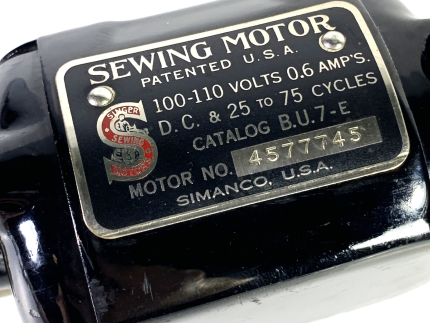 SEWING MOTOR
PATENTED U.S.A.
100-110 VOLTS 0.6 AMP'S.
D.C. & 25 TO 75 CYCLES
CATALOG B.U.7-E
MOTOR NO. 4577745
SIMANCO, U.S.A.
SINGER
SEWING